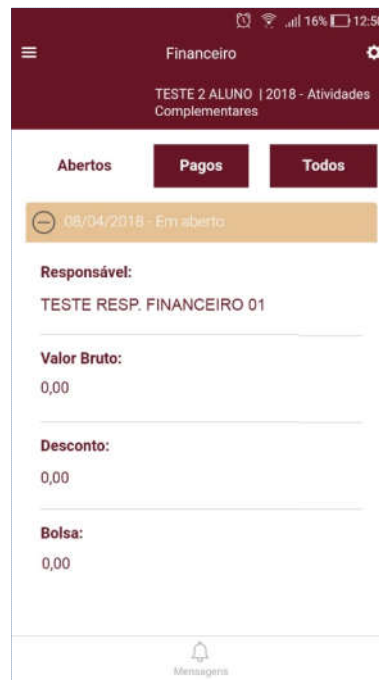 16% 12:50
Financeiro
TESTE 2 ALUNO | 2018 - Atividades
Complementares
Abertos Pagos Todos
08/04/2018 - Em aberto
Responsável:
TESTE RESP. FINANCEIRO 01
Valor Bruto:
0,00
Desconto:
0,00
Bolsa:
0,00
Mensagens